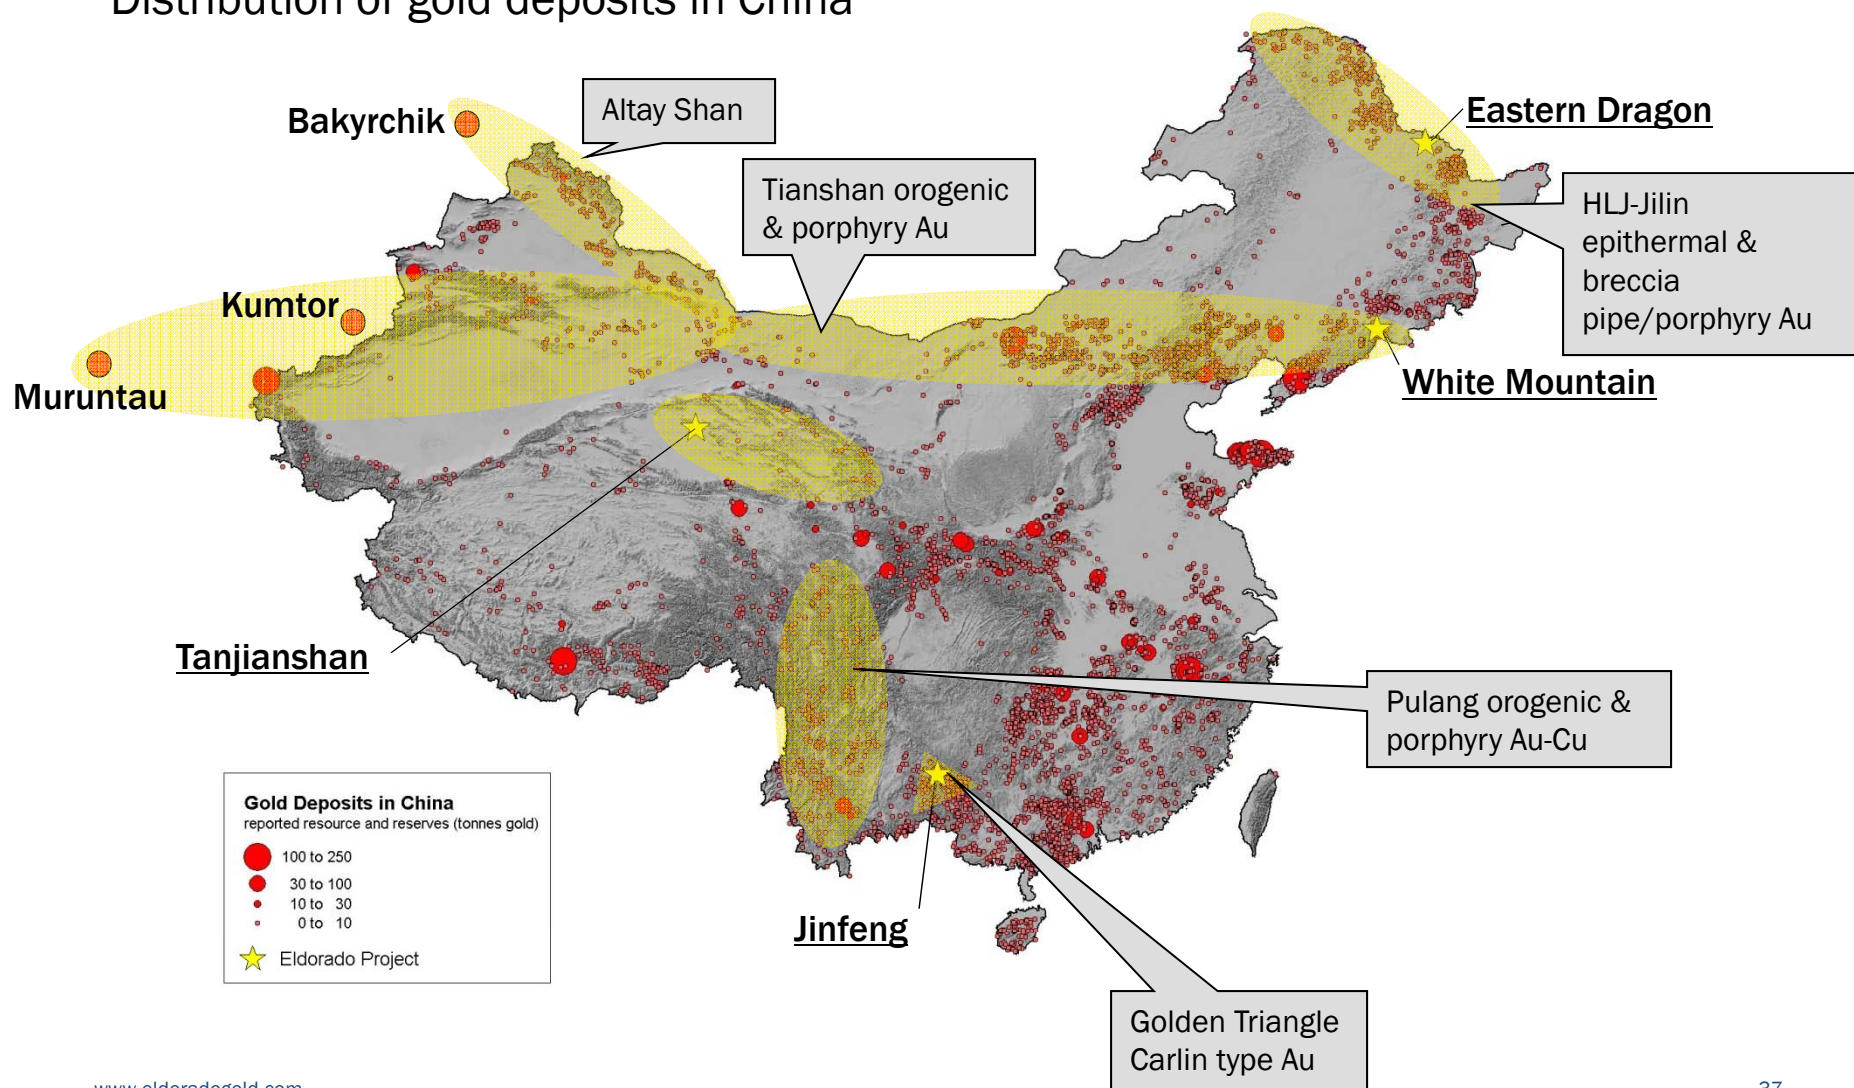 Distribution of gold deposits in China
Bakyrchik
Altay Shan
Eastern Dragon
Tianshan orogenic
& porphyry Au
HLJ-Jilin
epithermal &
breccia
pipe/porphyry Au
Kumtor
Muruntau
White Mountain
Tanjianshan
Pulang orogenic &
porphyry Au-Cu
Gold Deposits in China
reported resource and reserves (tonnes gold)
100 to 250
30 to 100
10 to 30
0 to 10
Eldorado Project
Jinfeng
Golden Triangle
Carlin type Au
www.eldoradogold.com
37